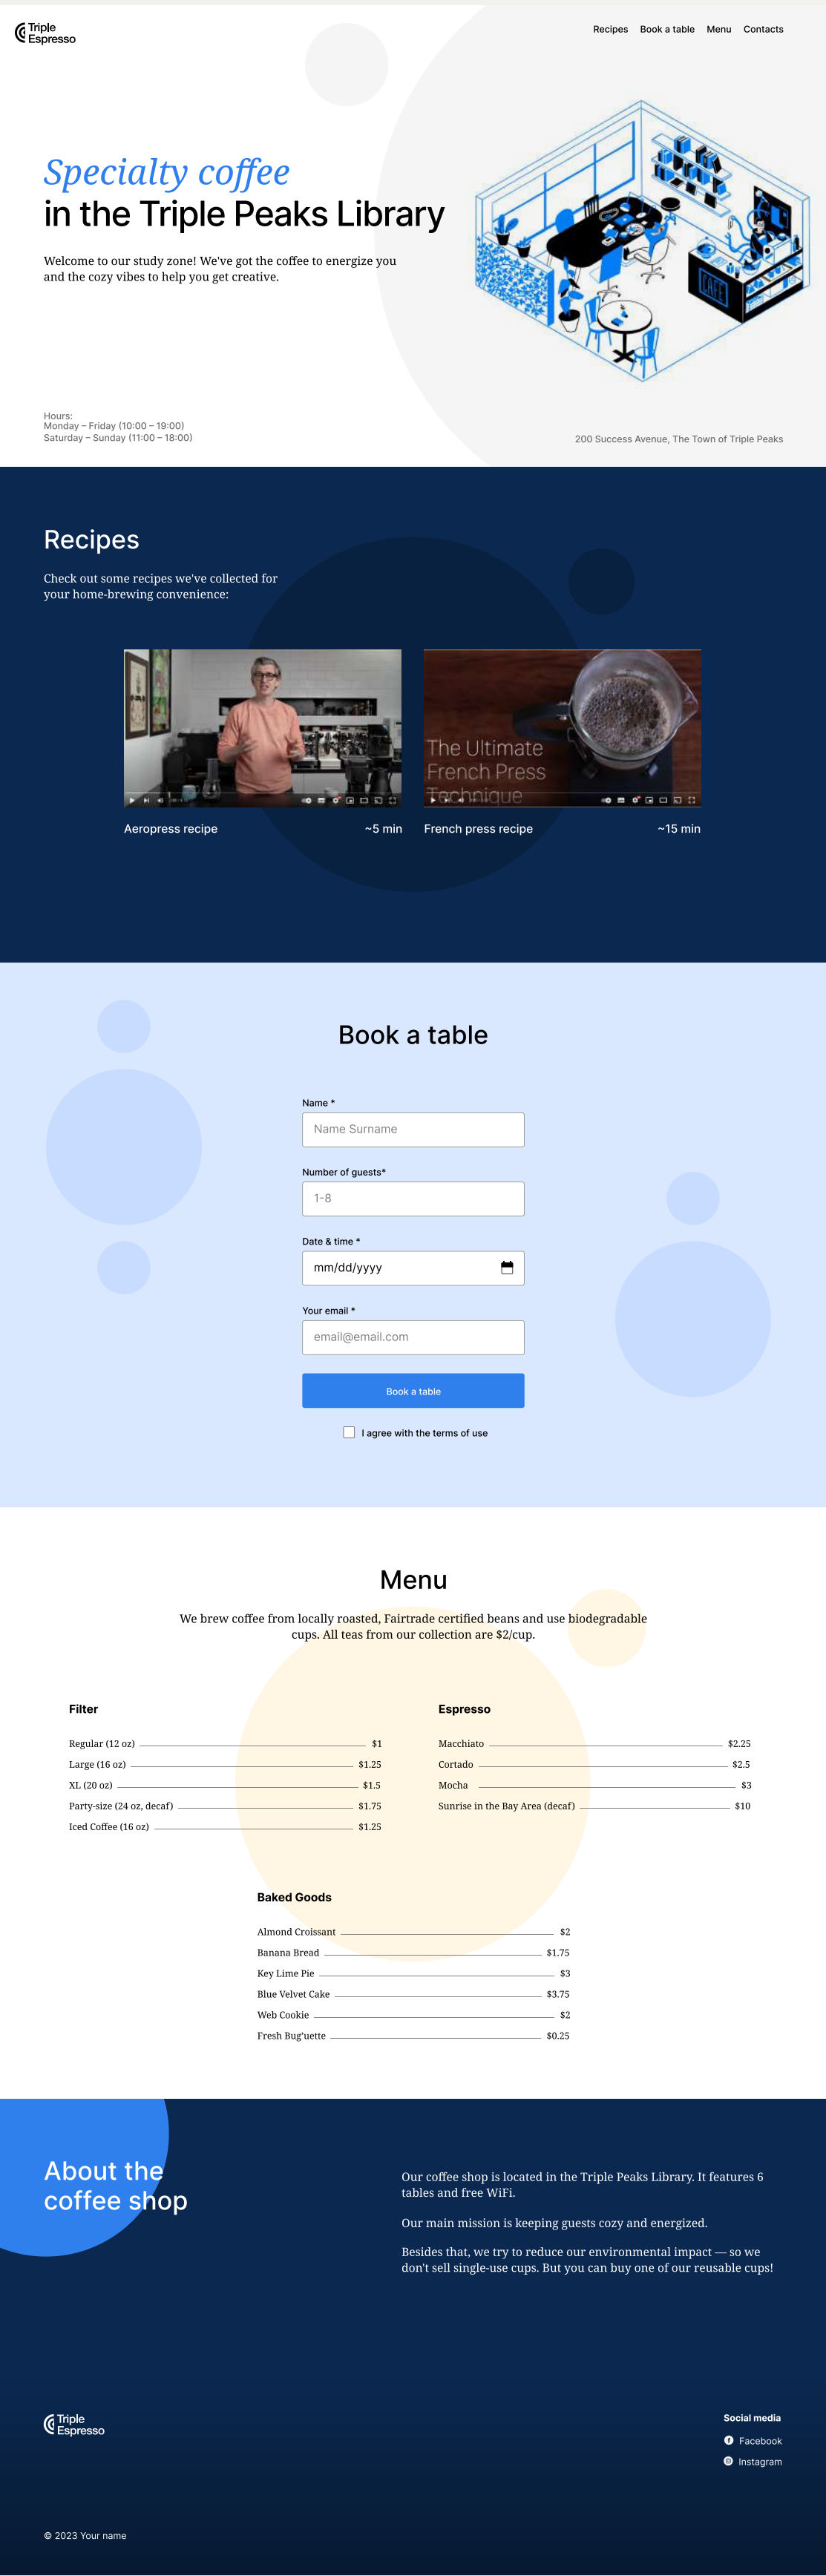 Triple
Espresso
Recipes
Book a table
Menu
Contacts
Specialty coffee
in the Triple Peaks Library
Welcome to our study zone! We've got the coffee to energize you
and the cozy vibes to help you get creative.
CAFE
Hours:
Monday – Friday (10:00 – 19:00)
Saturday – Sunday (11:00 – 18:00)
200 Success Avenue, The Town of Triple Peaks
Recipes
Check out some recipes we've collected for
your home-brewing convenience:
The Ultimate
French Press
Technique
Aeropress recipe ~5 min
French press recipe ~15 min
Book a table
Name *
Name Surname
Number of guests*
1-8
Date & time *
mm/dd/yyyy
Your email *
email@email.com
Book a table
I agree with the terms of use
Menu
We brew coffee from locally roasted, Fairtrade certified beans and use biodegradable
cups. All teas from our collection are $2/cup.
Filter
Regular (12 oz) $1
Large (16 oz) $1.25
XL (20 oz) $1.5
Party-size (24 oz, decaf) $1.75
Iced Coffee (16 oz) $1.25
Espresso
Macchiato $2.25
Cortado $2.5
Mocha $3
Sunrise in the Bay Area (decaf) $10
Baked Goods
Almond Croissant $2
Banana Bread $1.75
Key Lime Pie $3
Blue Velvet Cake $3.75
Web Cookie $2
Fresh Bug'uette $0.25
About the
coffee shop
Our coffee shop is located in the Triple Peaks Library. It features 6
tables and free WiFi.
Our main mission is keeping guests cozy and energized.
Besides that, we try to reduce our environmental impact — so we
don't sell single-use cups. But you can buy one of our reusable cups!
Triple
Espresso
Social media
Facebook
Instagram
© 2023 Your name